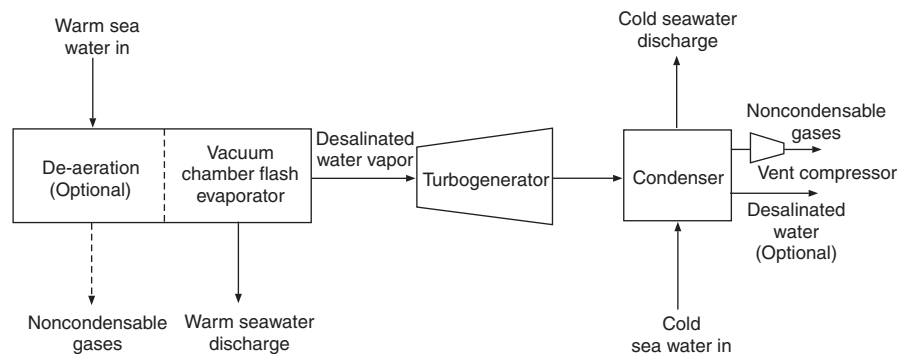 Warm sea
water in
De-aeration
(Optional)
Vacuum
chamber flash
evaporator
Noncondensable
gases
Warm seawater
discharge
Desalinated
water vapor
Turbogenerator
Cold seawater
discharge
Condenser
Noncondensable
gases
Vent compressor
Desalinated
water
(Optional)
Cold
sea water in